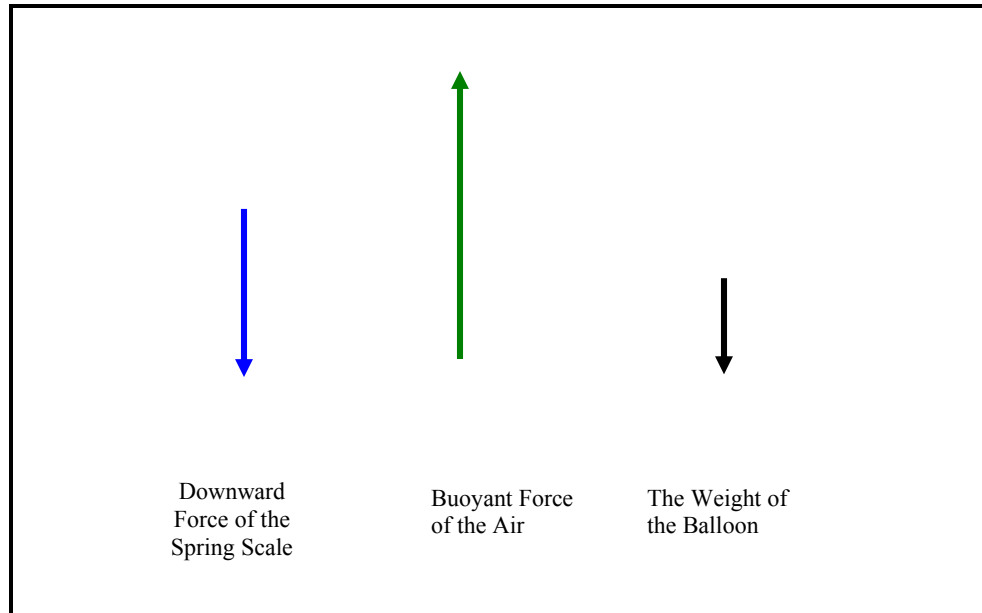 Downward
Force of the
Spring Scale
Buoyant Force
of the Air
The Weight of
the Balloon